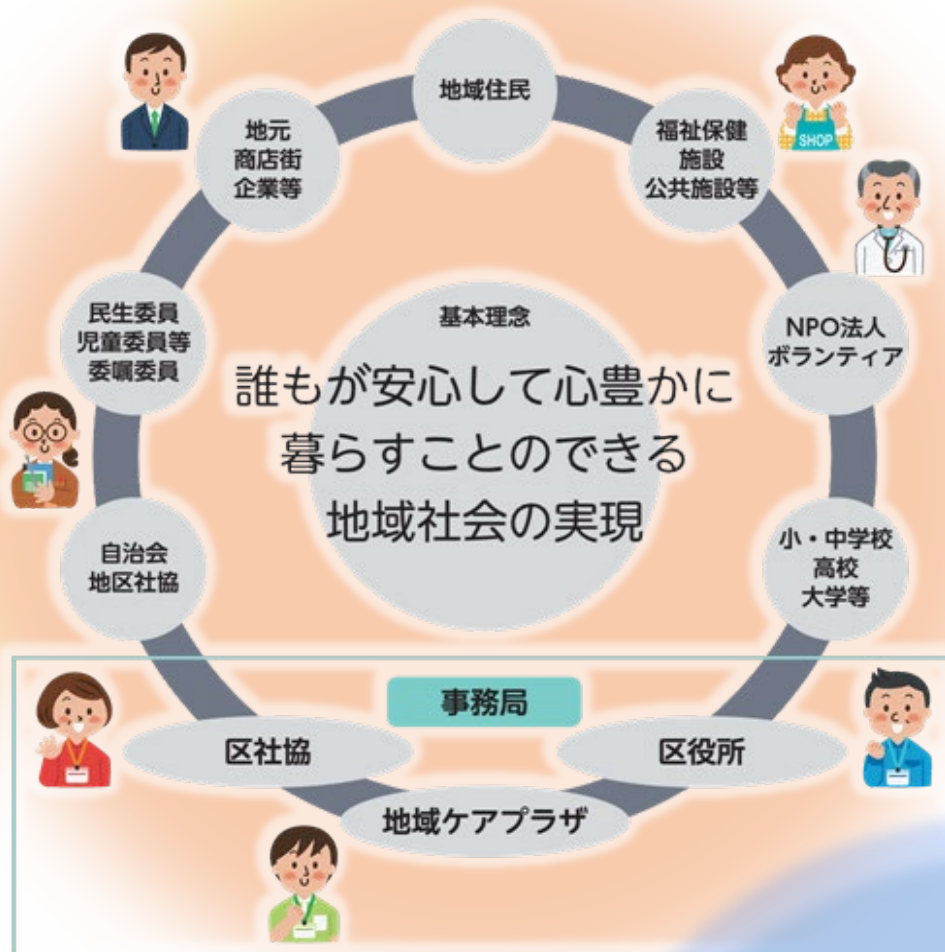 地域住民
地元
商店街
企業等
福祉保健
施設
公共施設等
SHOP
民生委員
児童委員等
委嘱委員
NPO法人
ボランティア
基本理念
誰もが安心して心豊かに
暮らすことのできる
地域社会の実現
自治会
地区社協
小・中学校
高校
大学等
事務局
区社協
区役所
地域ケアプラザ